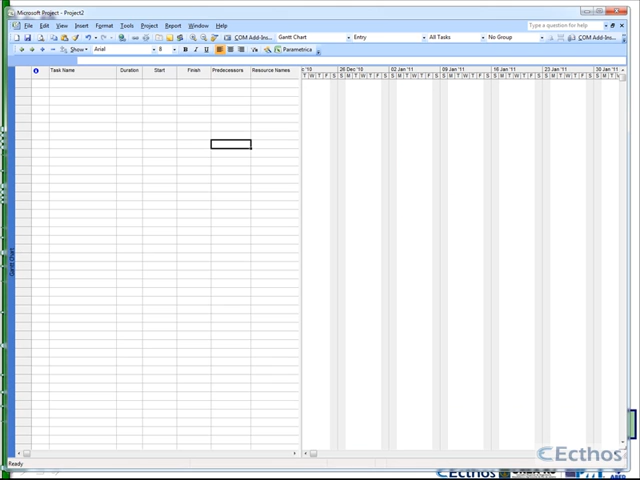 Microsoft Project - Project2
File Edit View Insert Format Tools Project Report Window Help
Type a question for help
COM Add-Ins... Gantt Chart Entry All Tasks No Group COM Add-Ins...
Show Arial 8 B I U Parametrica
Task Name Duration Start Finish Predecessors Resource Names
'10 26 Dec '10 02 Jan '11 09 Jan '11 16 Jan '11 23 Jan '11 30 Jan '11
T W T F S S M T W T F S S M T W T F S S M T W T F S S M T W T F S S M T W T F S S M T
Gantt Chart
Ready
Ecthos
Ecthos